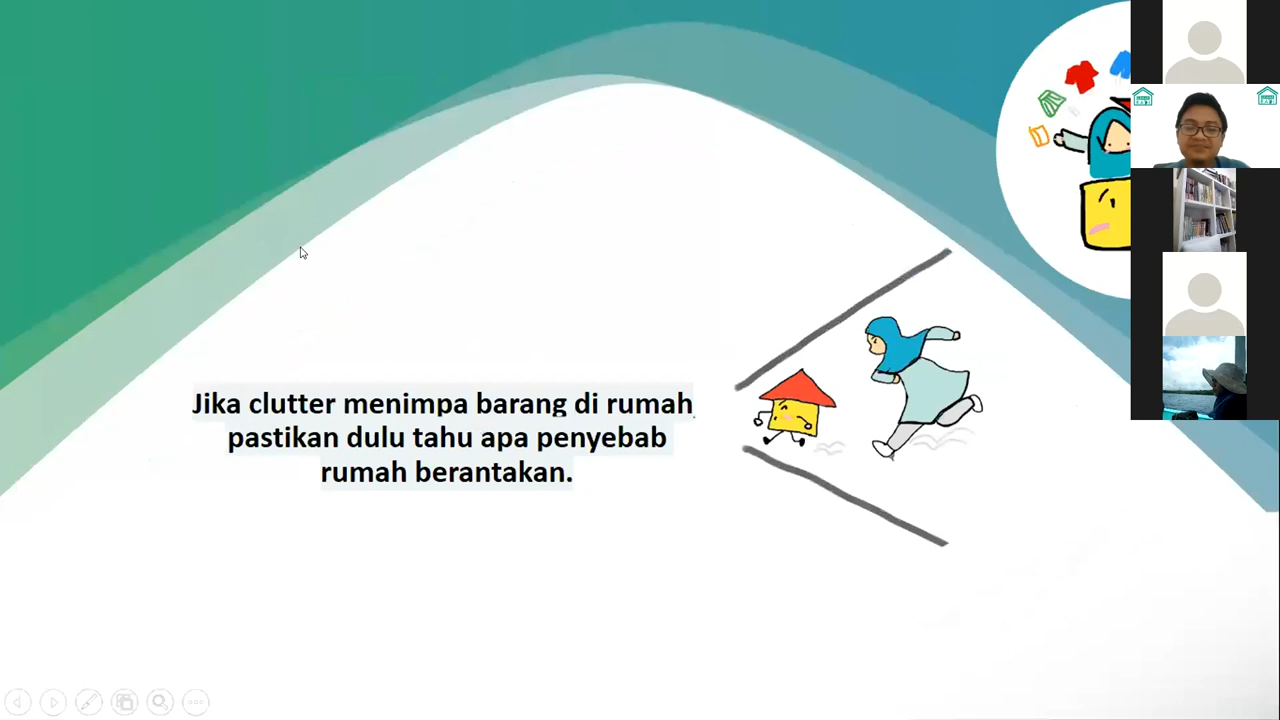 Jika clutter menimpa barang di rumah,
pastikan dulu tahu apa penyebab
rumah berantakan.